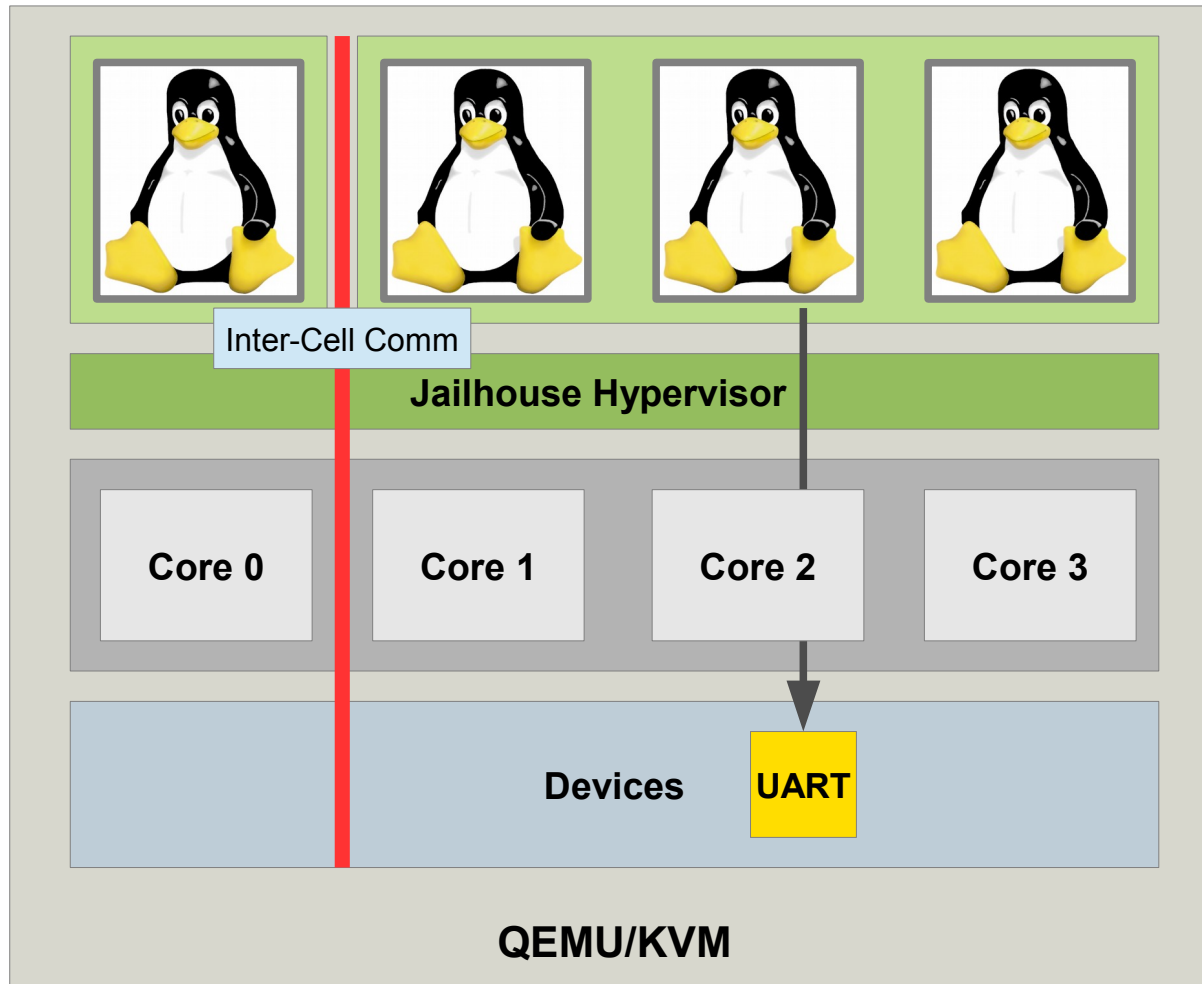 Inter-Cell Comm
Jailhouse Hypervisor
Core 0
Core 1
Core 2
Core 3
Devices
UART
QEMU/KVM